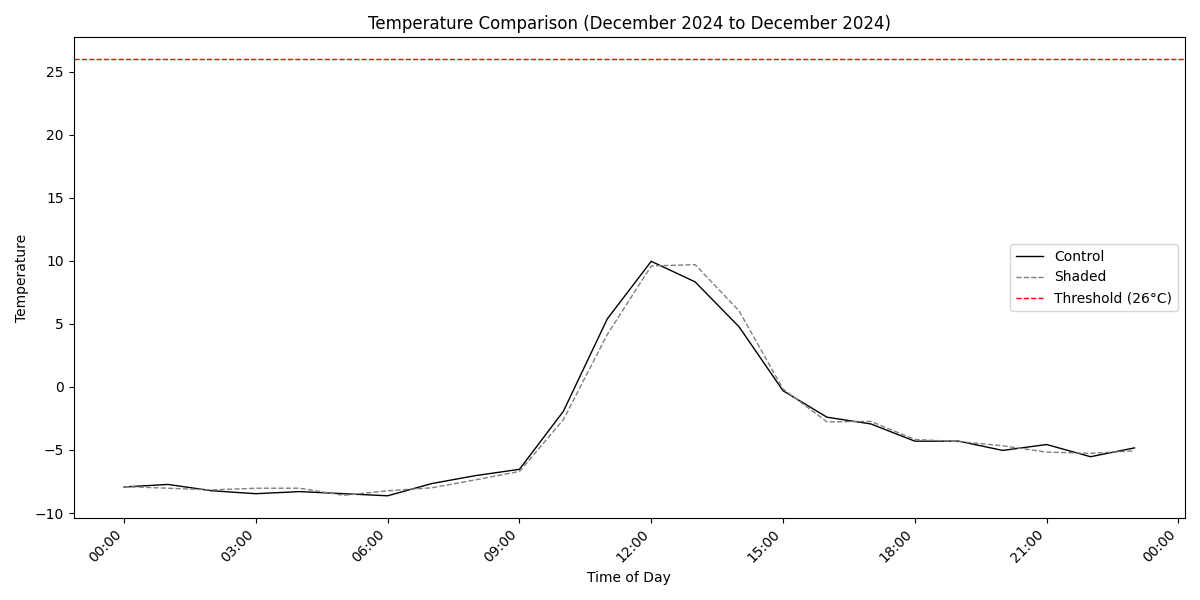 Temperature Comparison (December 2024 to December 2024)
Temperature
25
20
15
10
5
0
−5
−10
Control
Shaded
Threshold (26°C)
00:00
03:00
06:00
09:00
12:00
15:00
18:00
21:00
00:00
Time of Day